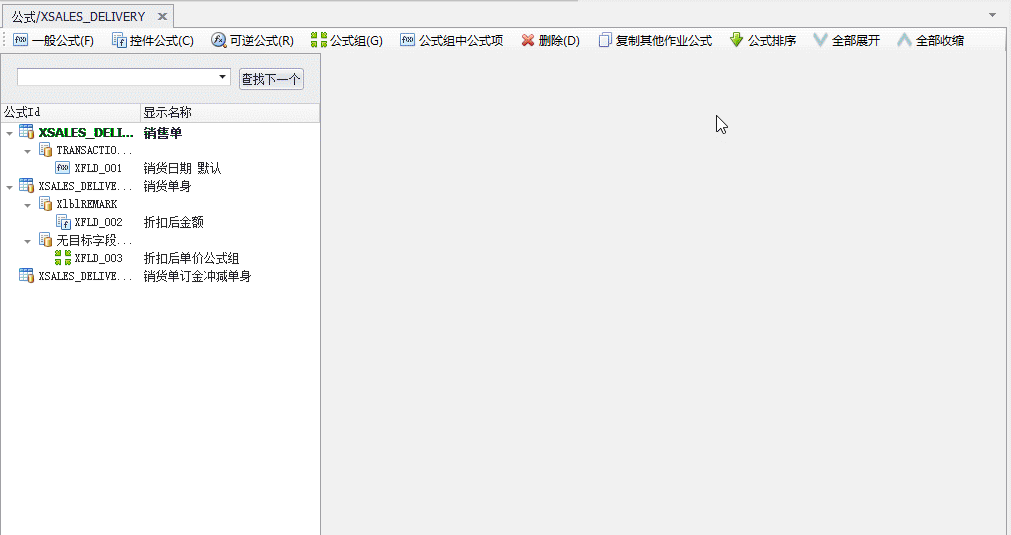 公式/XSALES_DELIVERY
一般公式(F) 控件公式(C) 可逆公式(R) 公式组(G) 公式组中公式项 删除(D) 复制其他作业公式 公式排序 全部展开 全部收缩
查找下一个
公式Id 显示名称
XSALES_DELI... 销售单
TRANSACTIO...
XFLD_001 销货日期 默认
XSALES_DELIVE... 销货单身
XlblREMARK
XFLD_002 折扣后金额
无目标字段...
XFLD_003 折扣后单价公式组
XSALES_DELIVE... 销货单订金冲减单身